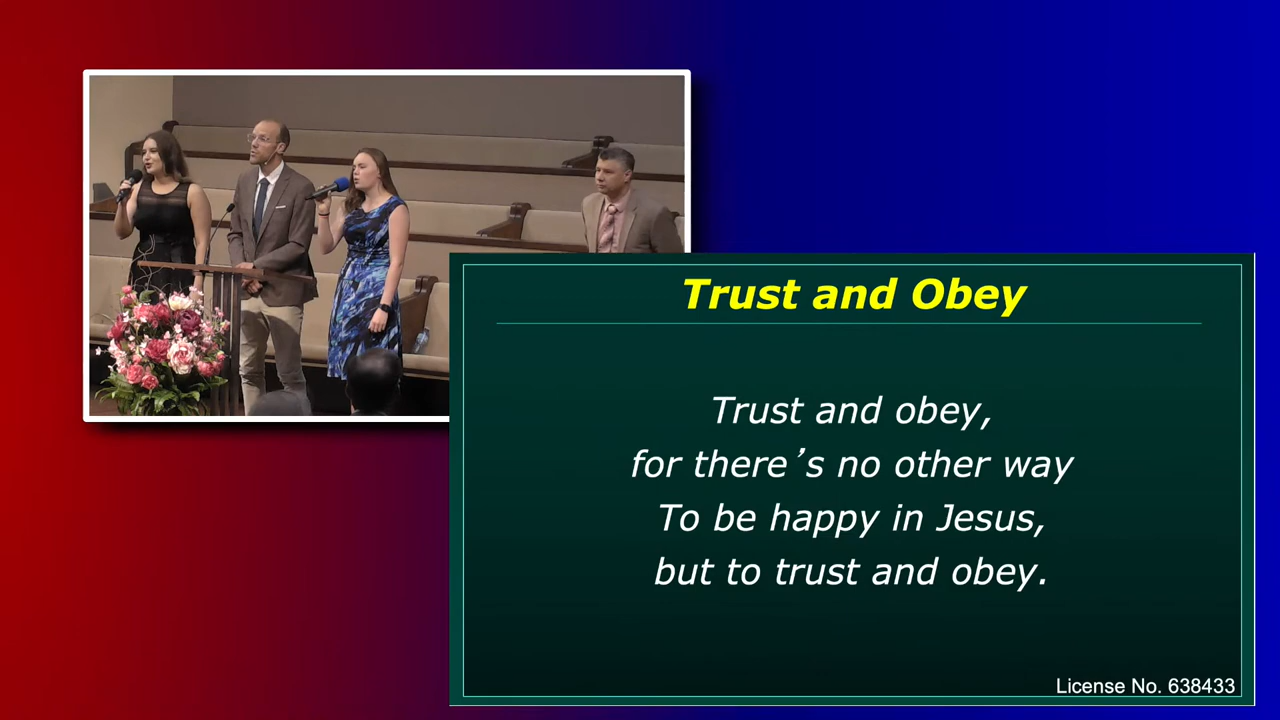 Trust and Obey
Trust and obey,
for there’s no other way
To be happy in Jesus,
but to trust and obey.
License No. 638433